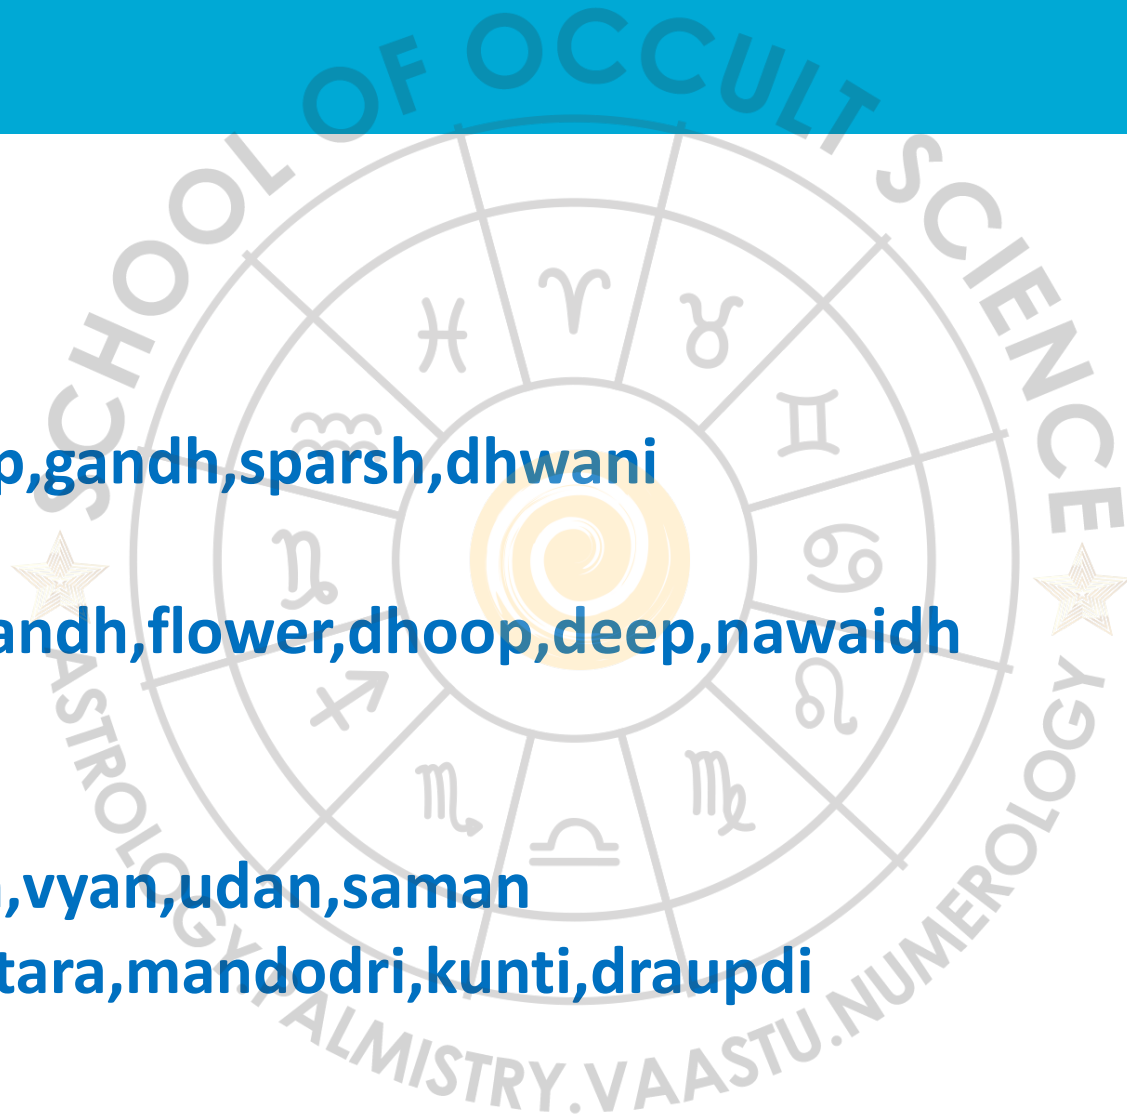 SCHOOL OF OCCULT SCIENCE
p,gandh,sparsh,dhwani
andh,flower,dhoop,deep,nawaidh
,vyan,udan,saman
tara,mandodri,kunti,draupdi
ASTROLOGY.PALMISTRY.VAASTU.NUMEROLOGY